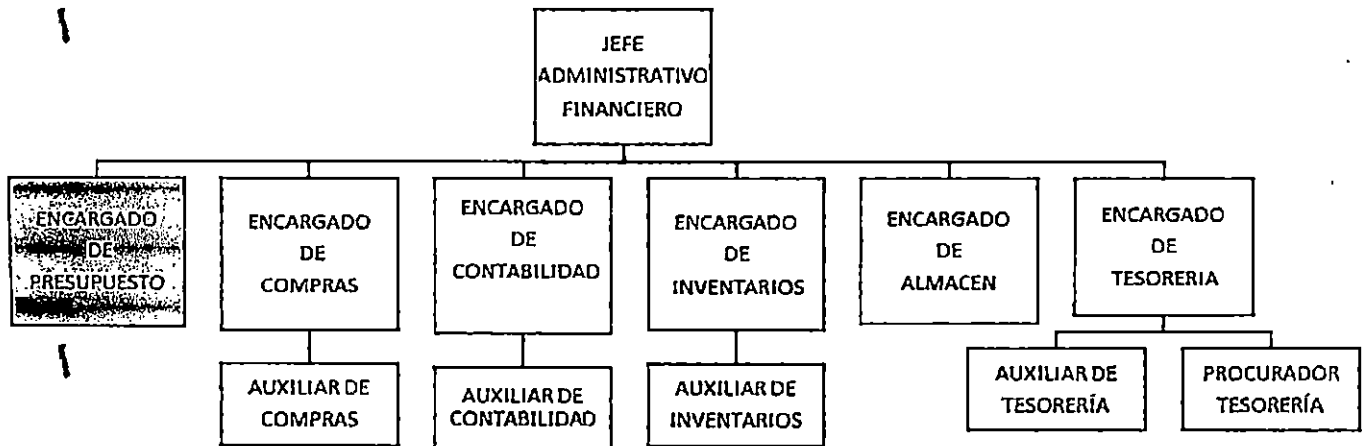 JEFE
ADMINISTRATIVO
FINANCIERO
ENCARGADO
DE
PRESUPUESTO
ENCARGADO
DE
COMPRAS
ENCARGADO
DE
CONTABILIDAD
ENCARGADO
DE
INVENTARIOS
ENCARGADO
DE
ALMACEN
ENCARGADO
DE
TESORERIA
AUXILIAR DE
COMPRAS
AUXILIAR DE
CONTABILIDAD
AUXILIAR DE
INVENTARIOS
AUXILIAR DE
TESORERÍA
PROCURADOR
TESORERÍA